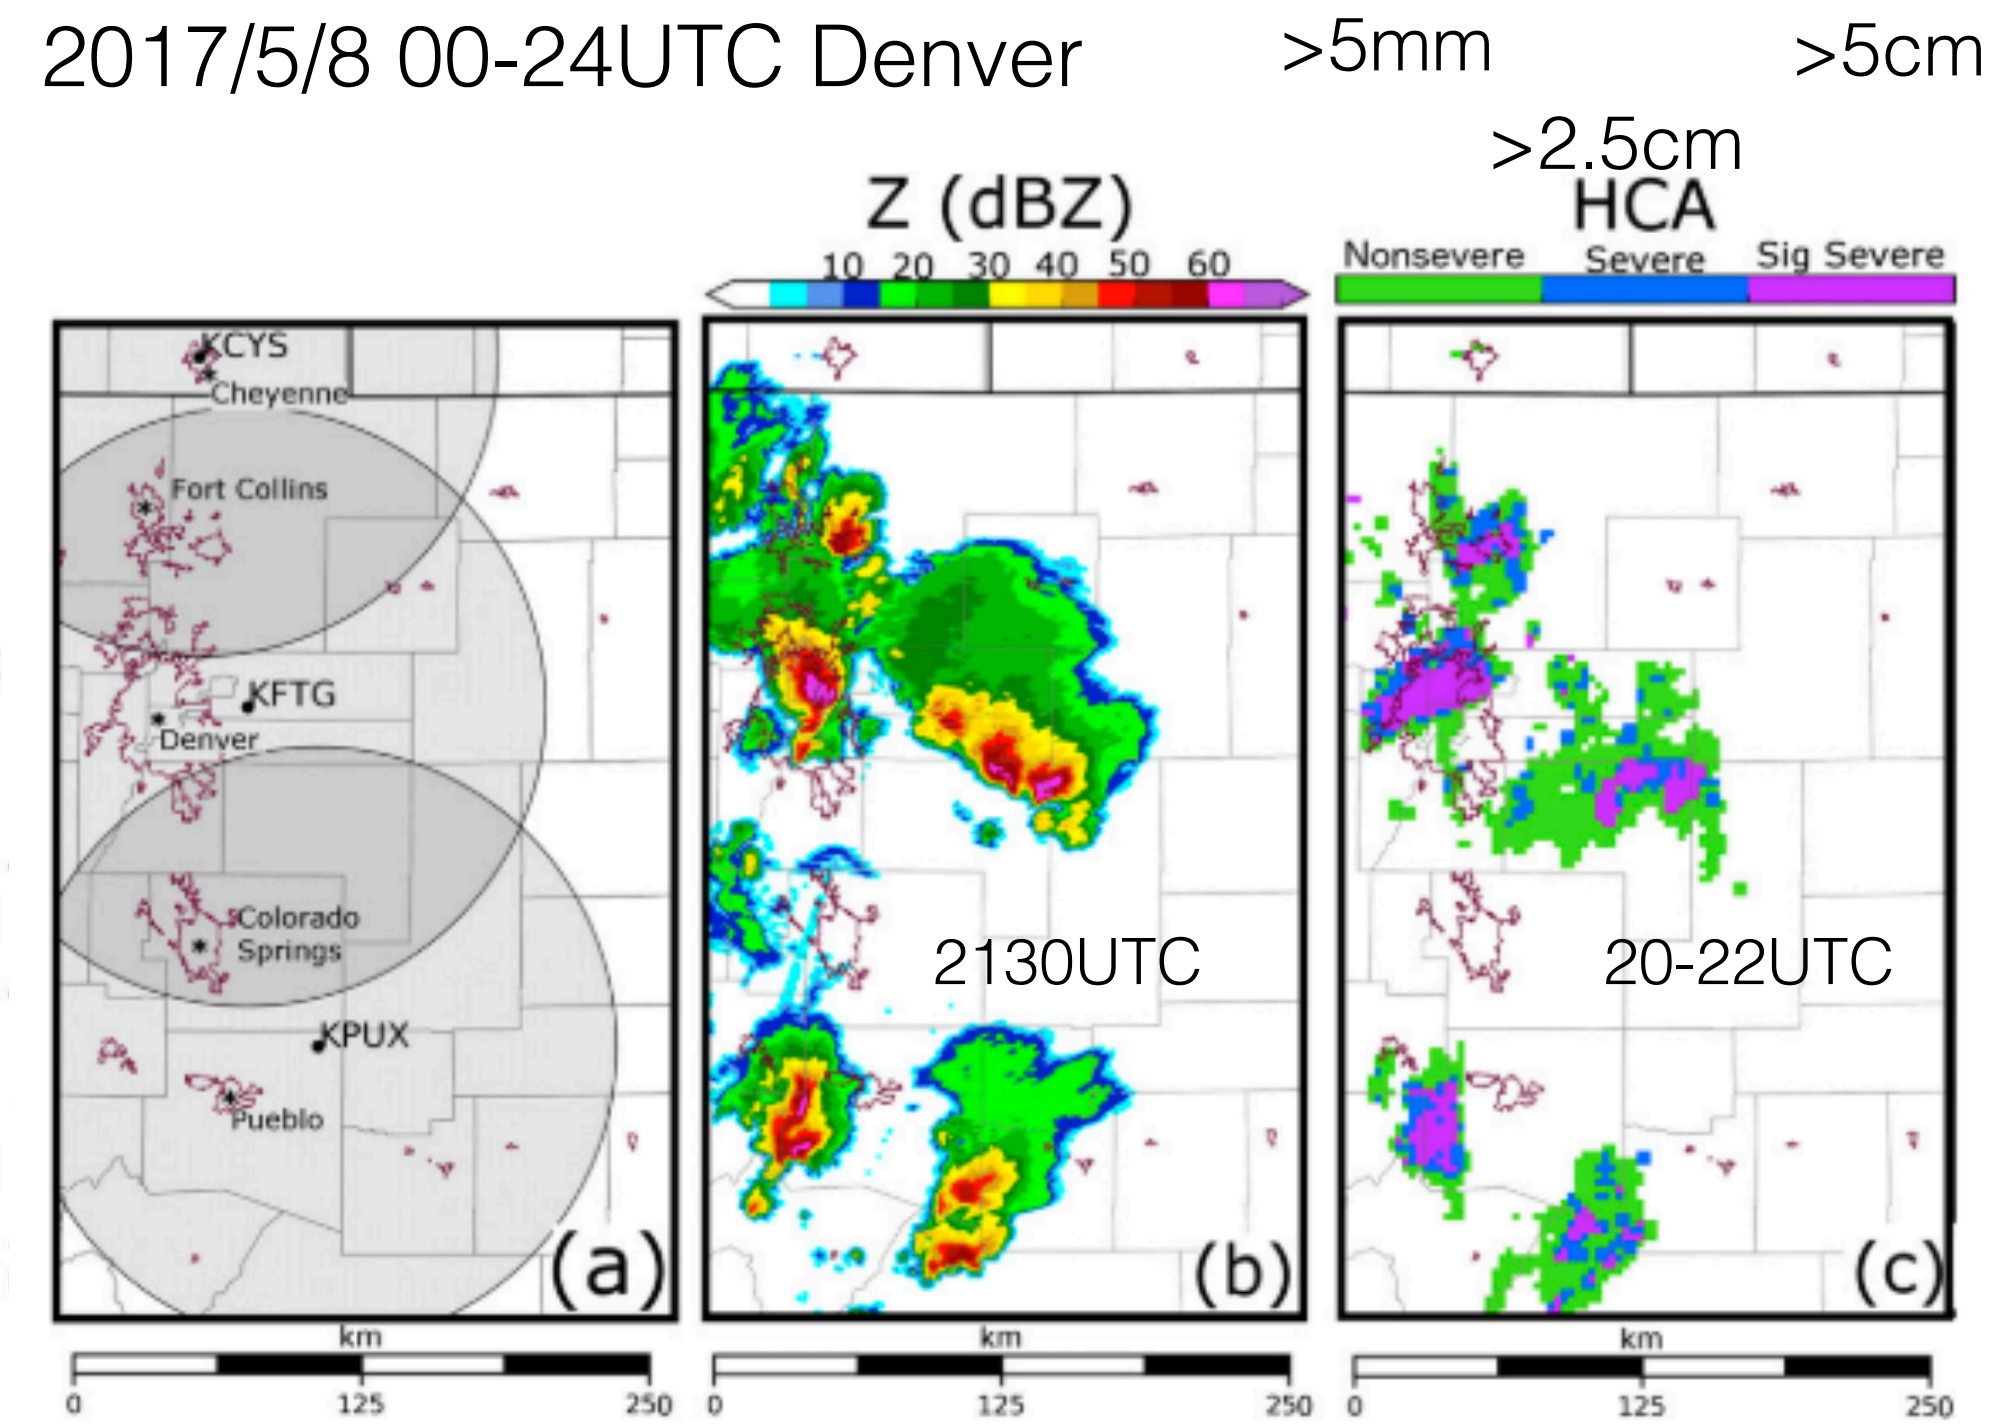 2017/5/8 00-24UTC Denver
>5mm
>5cm
>2.5cm
Z (dBZ)
10 20 30 40 50 60
HCA
Nonsevere Severe Sig Severe
KCYS
Cheyenne
Fort Collins
KFTG
Denver
Colorado
Springs
KPUX
Pueblo
(a)
km
0 125 250
2130UTC
(b)
km
0 125 250
20-22UTC
(c)
km
0 125 250